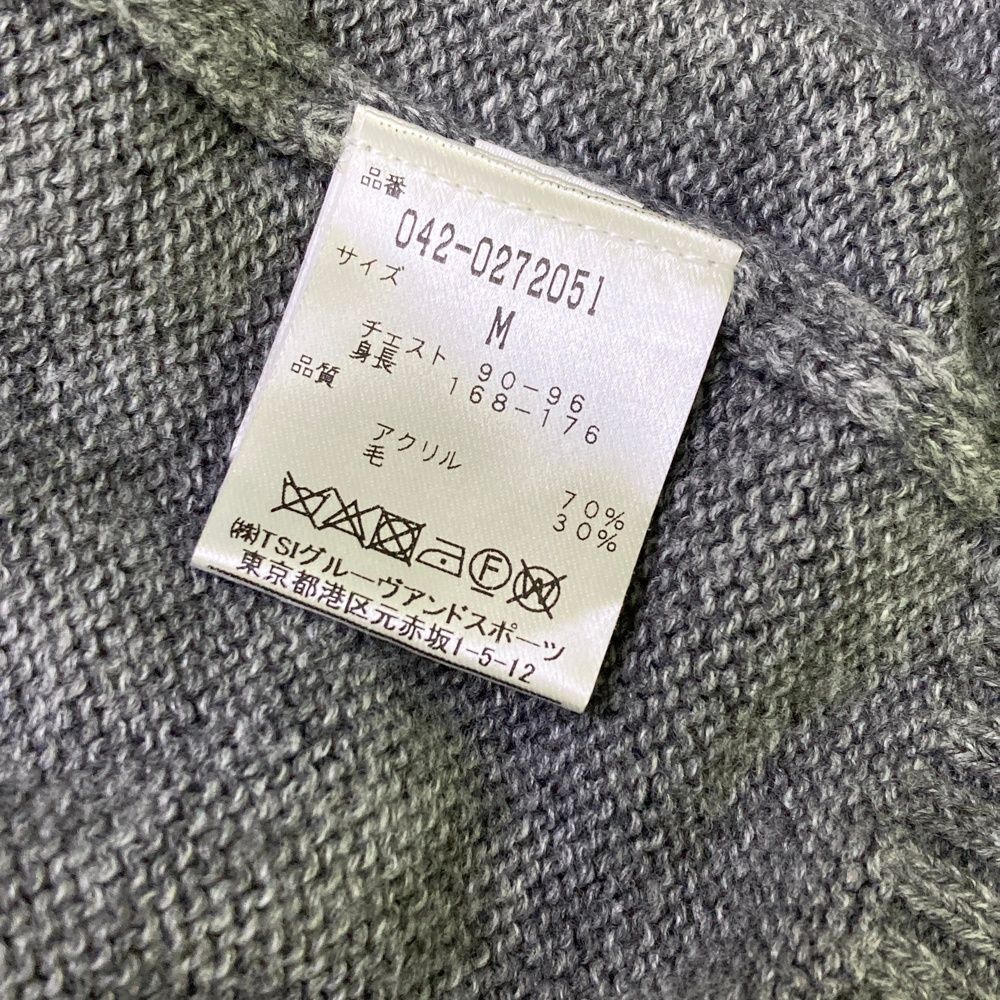 品番
042-0272051
サイズ
M
チェスト 90-96
身長 168-176
品質
アクリル 70%
毛 30%
F
W
(株)TSIグルーヴアンドスポーツ
東京都港区元赤坂1-5-12